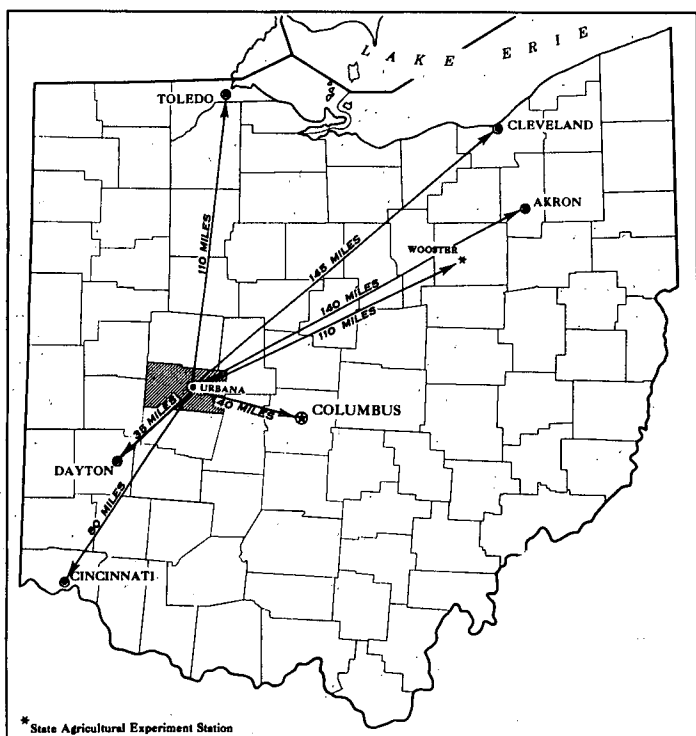 LAKE ERIE
TOLEDO
CLEVELAND
AKRON
WOOSTER
*
110 MILES
145 MILES
140 MILES
110 MILES
URBANA
40 MILES
COLUMBUS
35 MILES
DAYTON
80 MILES
CINCINNATI
* State Agricultural Experiment Station